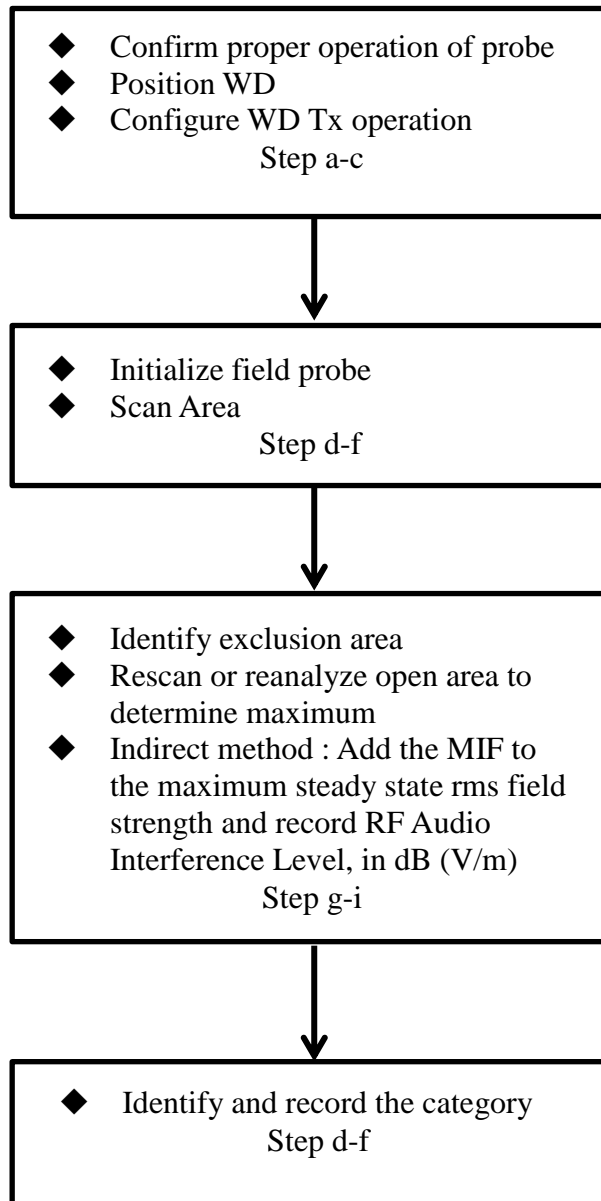 ◆ Confirm proper operation of probe
◆ Position WD
◆ Configure WD Tx operation
Step a-c
◆ Initialize field probe
◆ Scan Area
Step d-f
◆ Identify exclusion area
◆ Rescan or reanalyze open area to
determine maximum
◆ Indirect method : Add the MIF to
the maximum steady state rms field
strength and record RF Audio
Interference Level, in dB (V/m)
Step g-i
◆ Identify and record the category
Step d-f